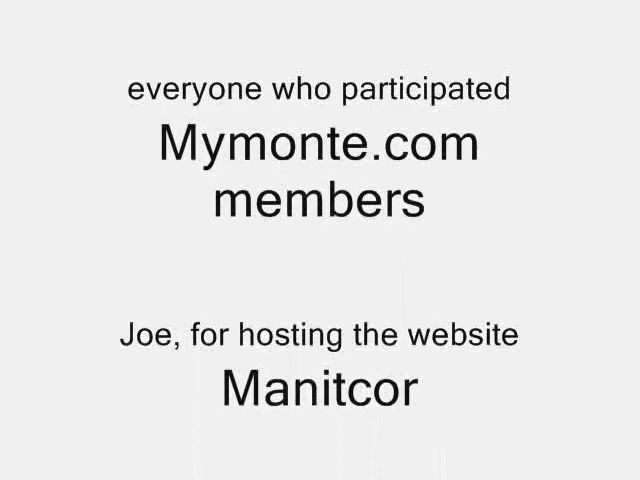 everyone who participated
Mymonte.com
members
Joe, for hosting the website
Manitcor